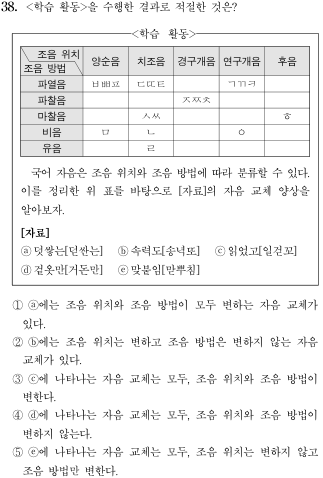 38. <학습 활동>을 수행한 결과로 적절한 것은?
<학습 활동>
조음 위치
조음 방법
양순음 치조음 경구개음 연구개음 후음
파열음 ㅂㅃㅍ ㄷㄸㅌ ㄱㄲㅋ
파찰음 ㅈㅉㅊ
마찰음 ㅅㅆ ㅎ
비음 ㅁ ㄴ ㅇ
유음 ㄹ
국어 자음은 조음 위치와 조음 방법에 따라 분류할 수 있다.
이를 정리한 위 표를 바탕으로 [자료]의 자음 교체 양상을
알아보자.
[자료]
ⓐ 덧쌓는[덛싼는] ⓑ 속력도[송녁또] ⓒ 읽었고[일걷꼬]
ⓓ 겉옷만[거돈만] ⓔ 맞붙임[맏뿌침]
① ⓐ에는 조음 위치와 조음 방법이 모두 변하는 자음 교체가
있다.
② ⓑ에는 조음 위치는 변하고 조음 방법은 변하지 않는 자음
교체가 있다.
③ ⓒ에 나타나는 자음 교체는 모두, 조음 위치와 조음 방법이
변한다.
④ ⓓ에 나타나는 자음 교체는 모두, 조음 위치와 조음 방법이
변하지 않는다.
⑤ ⓔ에 나타나는 자음 교체는 모두, 조음 위치는 변하지 않고
조음 방법만 변한다.